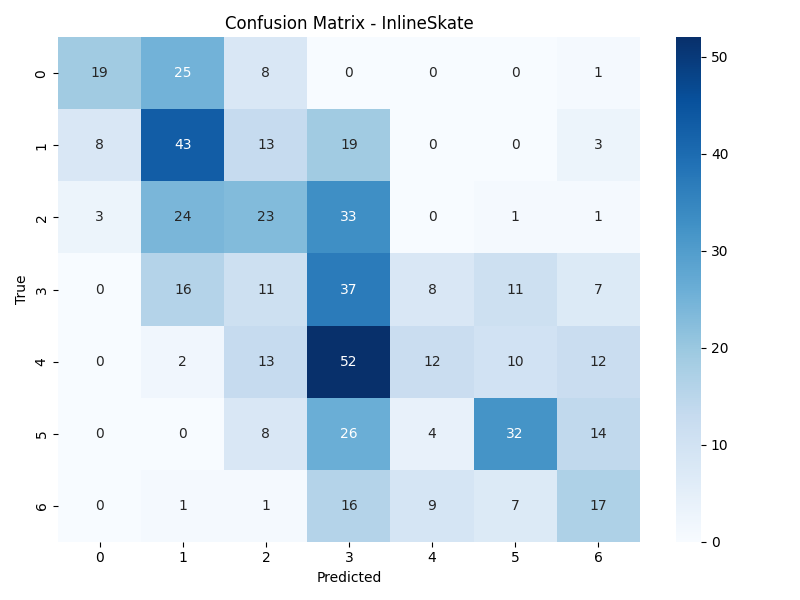 Confusion Matrix - InlineSkate
0 19 25 8 0 0 0 1
1 8 43 13 19 0 0 3
2 3 24 23 33 0 1 1
3 0 16 11 37 8 11 7
4 0 2 13 52 12 10 12
5 0 0 8 26 4 32 14
6 0 1 1 16 9 7 17
0 1 2 3 4 5 6
True
Predicted
50
40
30
20
10
0